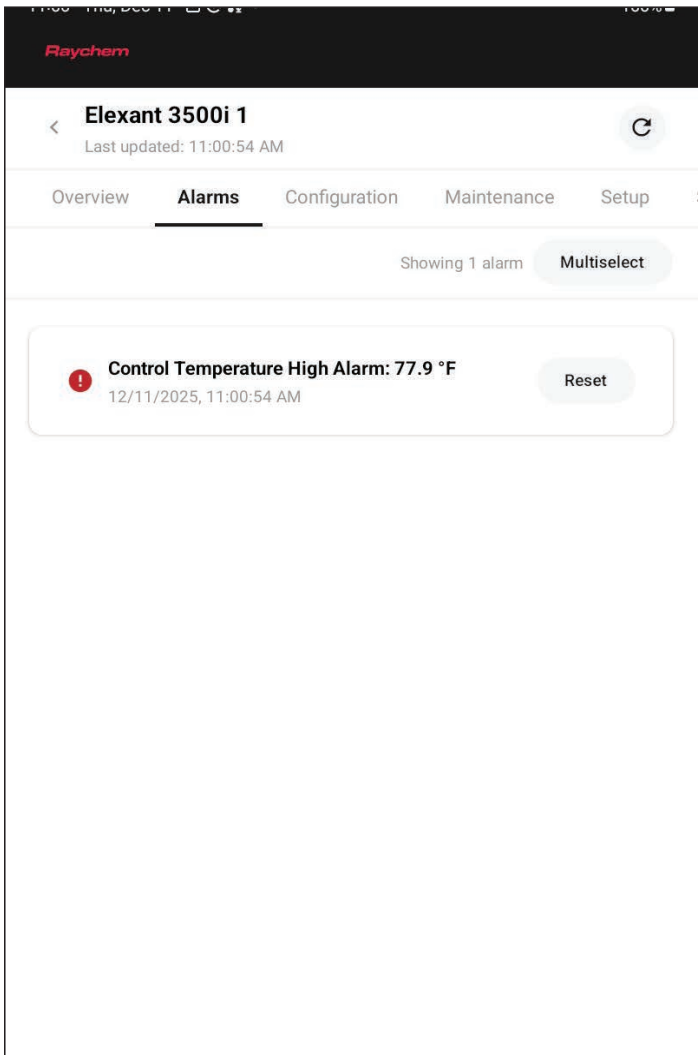 Raychem
Elexant 3500i 1
Last updated: 11:00:54 AM
Overview Alarms Configuration Maintenance Setup
Showing 1 alarm Multiselect
Control Temperature High Alarm: 77.9 °F
12/11/2025, 11:00:54 AM
Reset